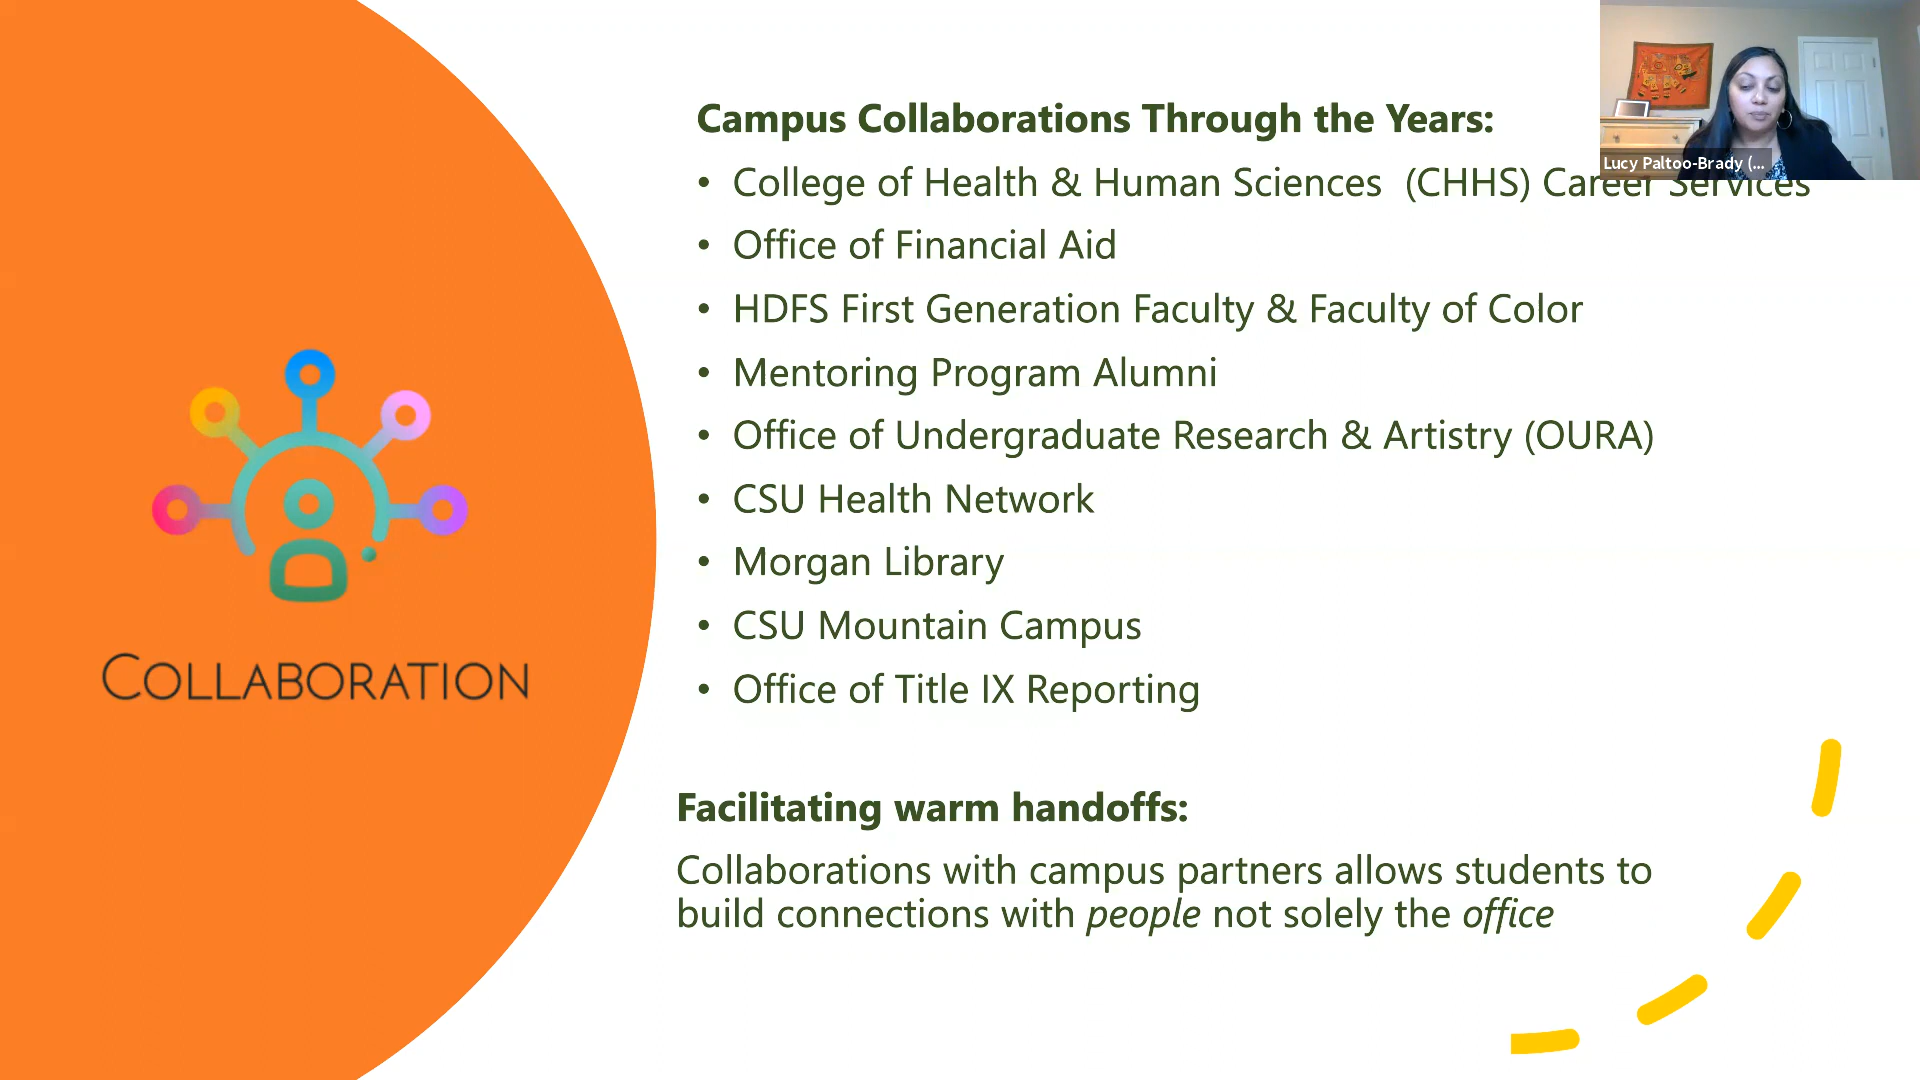 Campus Collaborations Through the Years:
• College of Health & Human Sciences (CHHS) Career Services
• Office of Financial Aid
• HDFS First Generation Faculty & Faculty of Color
• Mentoring Program Alumni
• Office of Undergraduate Research & Artistry (OURA)
• CSU Health Network
• Morgan Library
• CSU Mountain Campus
• Office of Title IX Reporting
Facilitating warm handoffs:
Collaborations with campus partners allows students to
build connections with people not solely the office
COLLABORATION
Lucy Paltoo-Brady (...